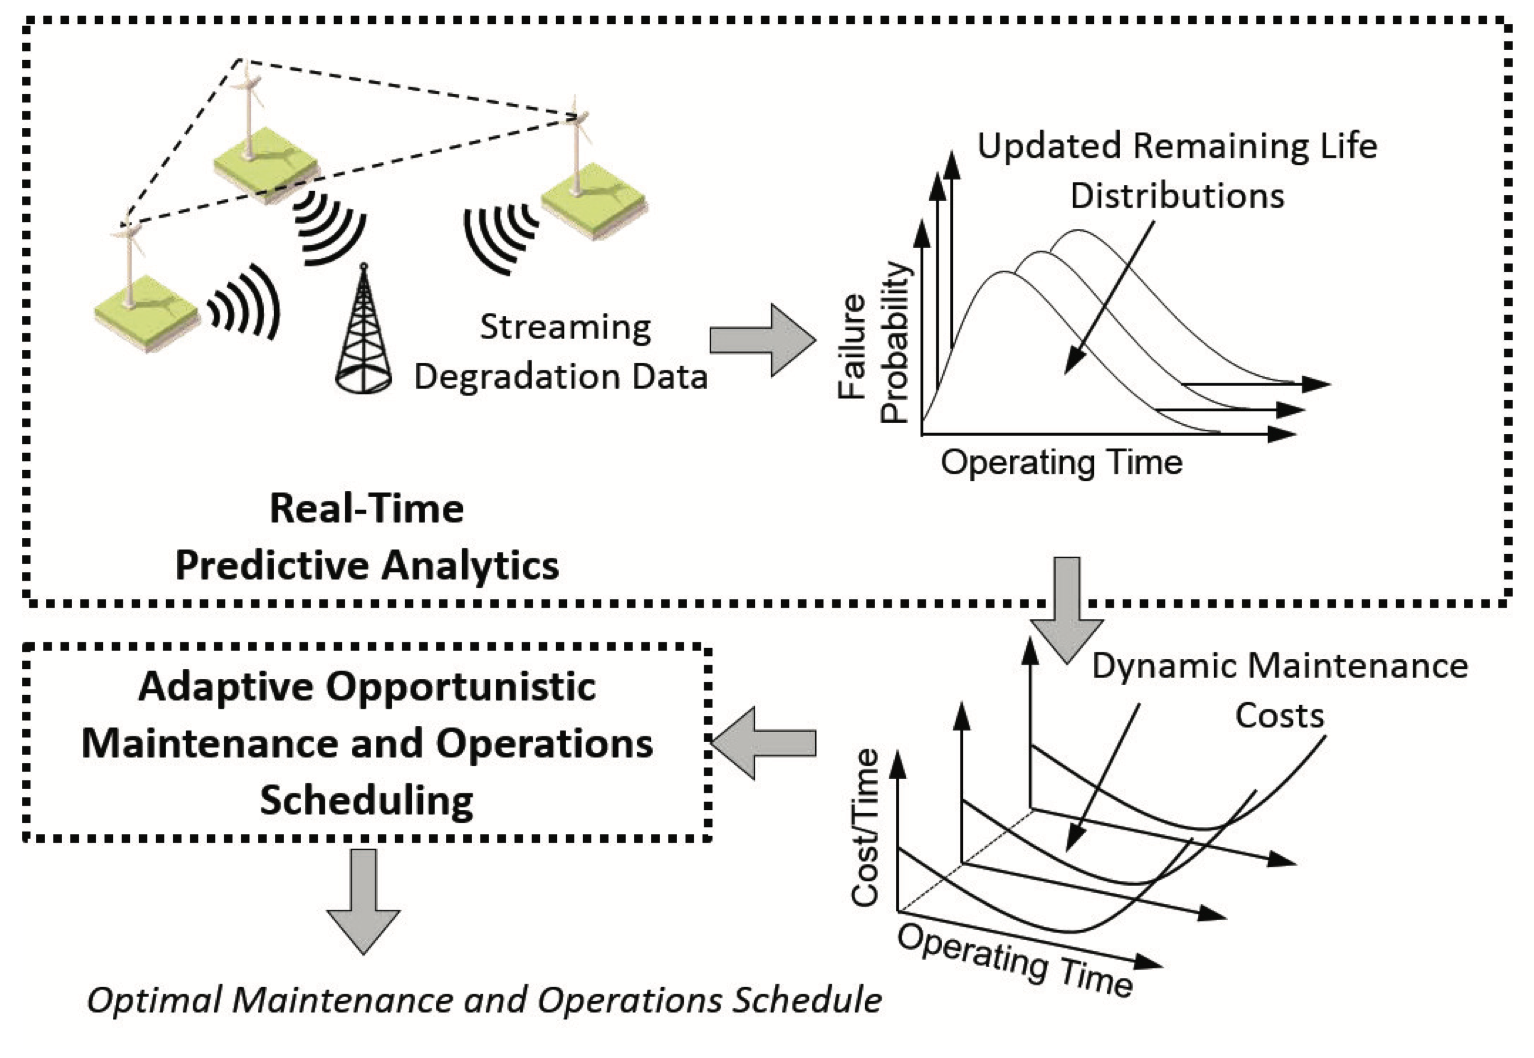 Updated Remaining Life
Distributions
Streaming
Degradation Data
Failure
Probability
Operating Time
Real-Time
Predictive Analytics
Dynamic Maintenance
Costs
Adaptive Opportunistic
Maintenance and Operations
Scheduling
Cost/Time
Operating Time
Optimal Maintenance and Operations Schedule